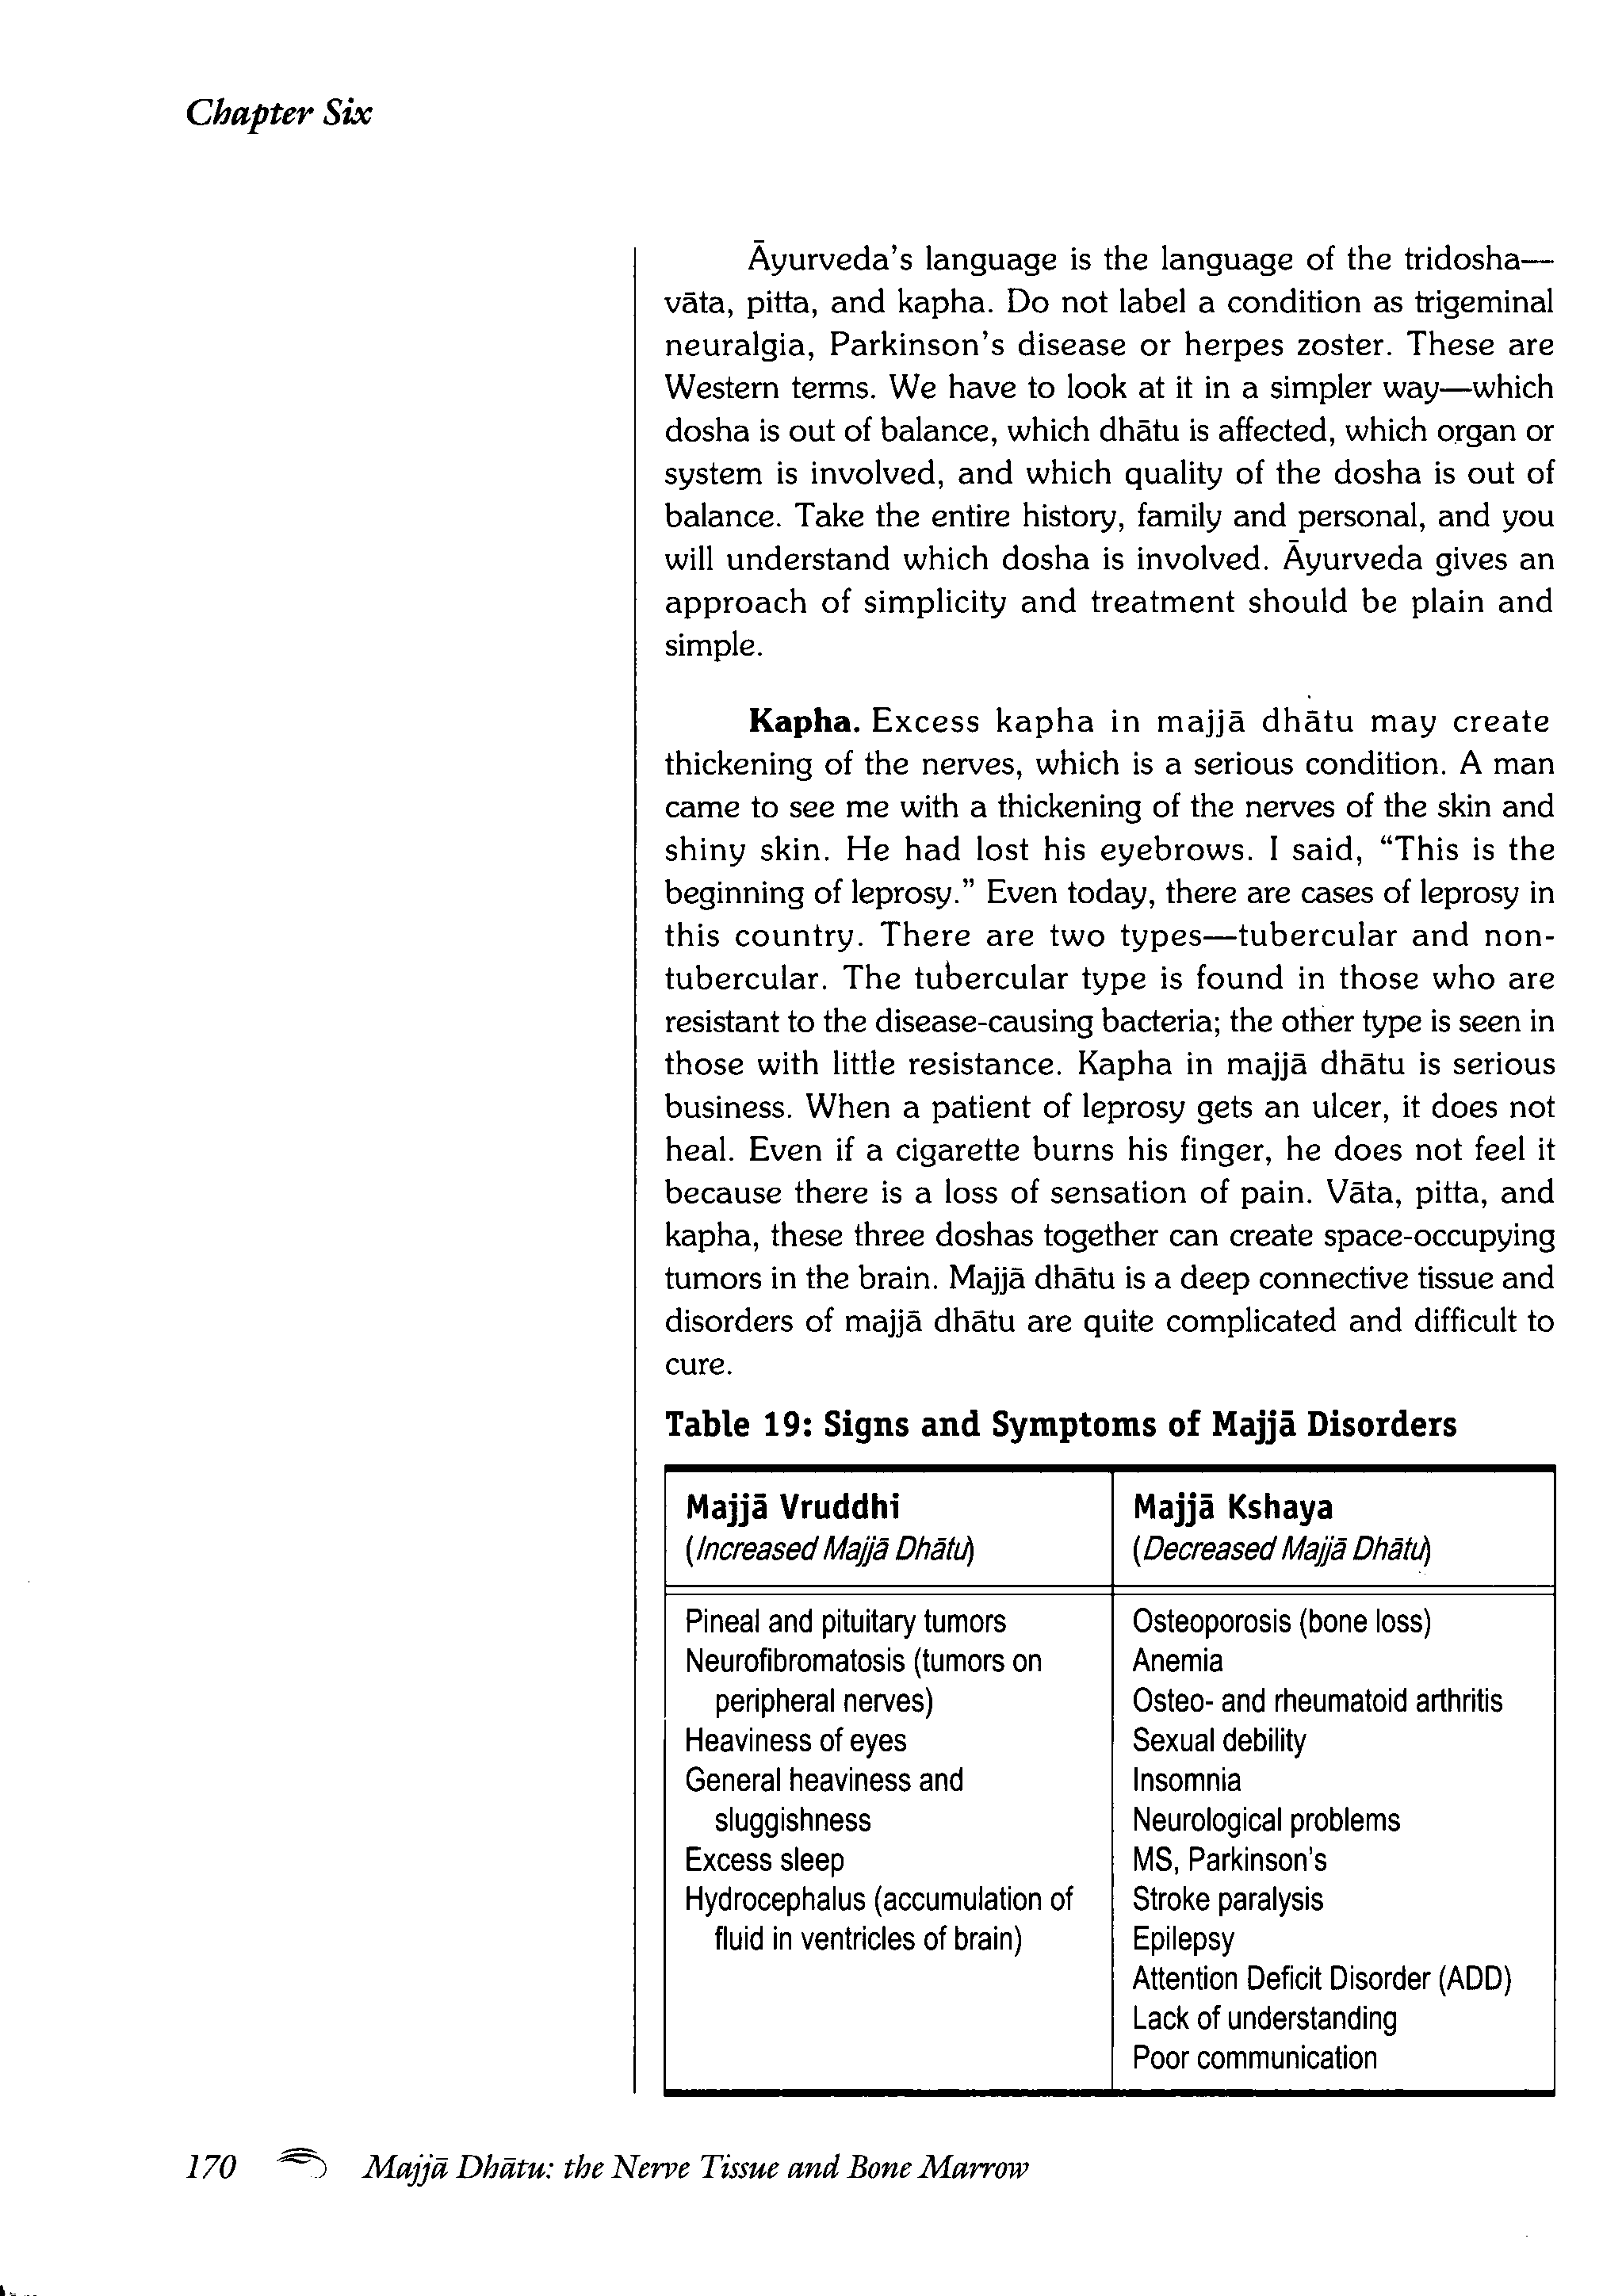 Chapter Six
Āyurveda's language is the language of the tridosha—
vāta, pitta, and kapha. Do not label a condition as trigeminal
neuralgia, Parkinson's disease or herpes zoster. These are
Western terms. We have to look at it in a simpler way—which
dosha is out of balance, which dhātu is affected, which organ or
system is involved, and which quality of the dosha is out of
balance. Take the entire history, family and personal, and you
will understand which dosha is involved. Āyurveda gives an
approach of simplicity and treatment should be plain and
simple.
Kapha. Excess kapha in majjā dhātu may create
thickening of the nerves, which is a serious condition. A man
came to see me with a thickening of the nerves of the skin and
shiny skin. He had lost his eyebrows. I said, “This is the
beginning of leprosy.” Even today, there are cases of leprosy in
this country. There are two types—tubercular and non-
tubercular. The tubercular type is found in those who are
resistant to the disease-causing bacteria; the other type is seen in
those with little resistance. Kapha in majjā dhātu is serious
business. When a patient of leprosy gets an ulcer, it does not
heal. Even if a cigarette burns his finger, he does not feel it
because there is a loss of sensation of pain. Vāta, pitta, and
kapha, these three doshas together can create space-occupying
tumors in the brain. Majjā dhātu is a deep connective tissue and
disorders of majjā dhātu are quite complicated and difficult to
cure.
Table 19: Signs and Symptoms of Majjā Disorders
Majjā Vruddhi
(Increased Majjā Dhātu)
Pineal and pituitary tumors
Neurofibromatosis (tumors on
peripheral nerves)
Heaviness of eyes
General heaviness and
sluggishness
Excess sleep
Hydrocephalus (accumulation of
fluid in ventricles of brain)
Majjā Kshaya
(Decreased Majjā Dhātu)
Osteoporosis (bone loss)
Anemia
Osteo- and rheumatoid arthritis
Sexual debility
Insomnia
Neurological problems
MS, Parkinson's
Stroke paralysis
Epilepsy
Attention Deficit Disorder (ADD)
Lack of understanding
Poor communication
170 Majjā Dhātu: the Nerve Tissue and Bone Marrow